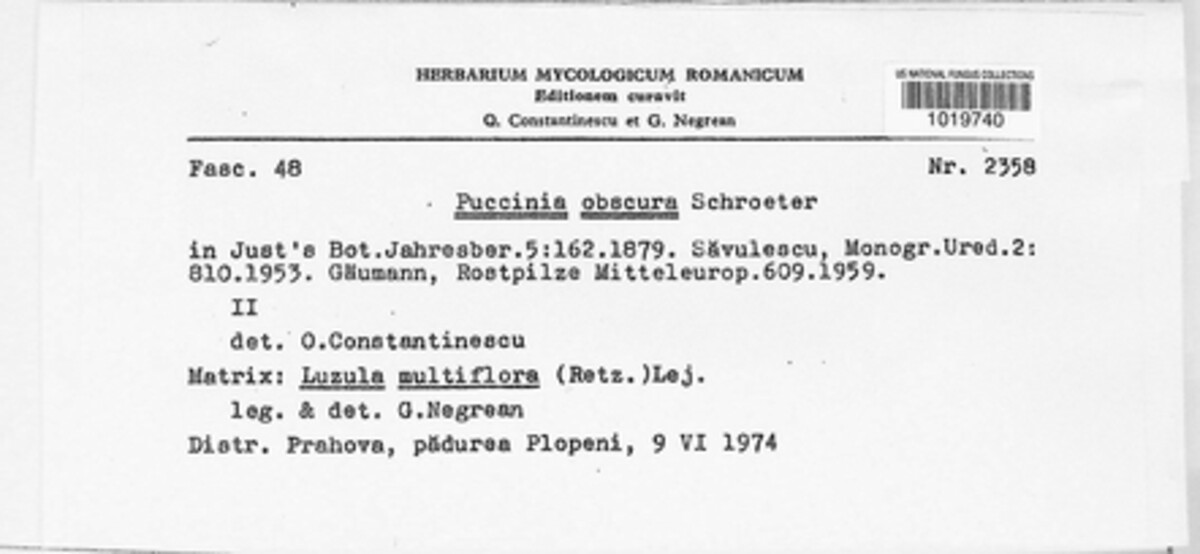 HERBARIUM MYCOLOGICUM ROMANICUM
Editionem curavit
O. Constantinescu et G. Negrean
US NATIONAL FUNGUS COLLECTIONS
1019740
Fasc. 48 Nr. 2358
Puccinia obscura Schroeter
in Just's Bot.Jahresber.5:162.1879. Săvulescu, Monogr.Ured.2:
810.1953. Găumann, Rostpilze Mitteleurop.609.1959.
II
det. O.Constantinescu
Matrix: Luzula multiflora (Retz.)Lej.
leg. & det. G.Negrean
Distr. Prahova, pădurea Plopeni, 9 VI 1974